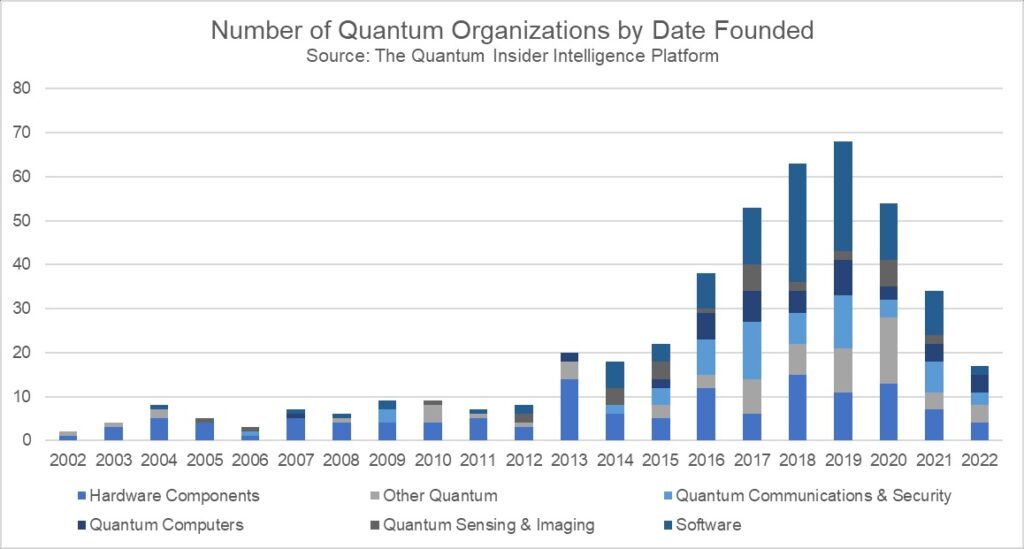 Number of Quantum Organizations by Date Founded
Source: The Quantum Insider Intelligence Platform
80
70
60
50
40
30
20
10
0
2002 2003 2004 2005 2006 2007 2008 2009 2010 2011 2012 2013 2014 2015 2016 2017 2018 2019 2020 2021 2022
Hardware Components Other Quantum Quantum Communications & Security
Quantum Computers Quantum Sensing & Imaging Software